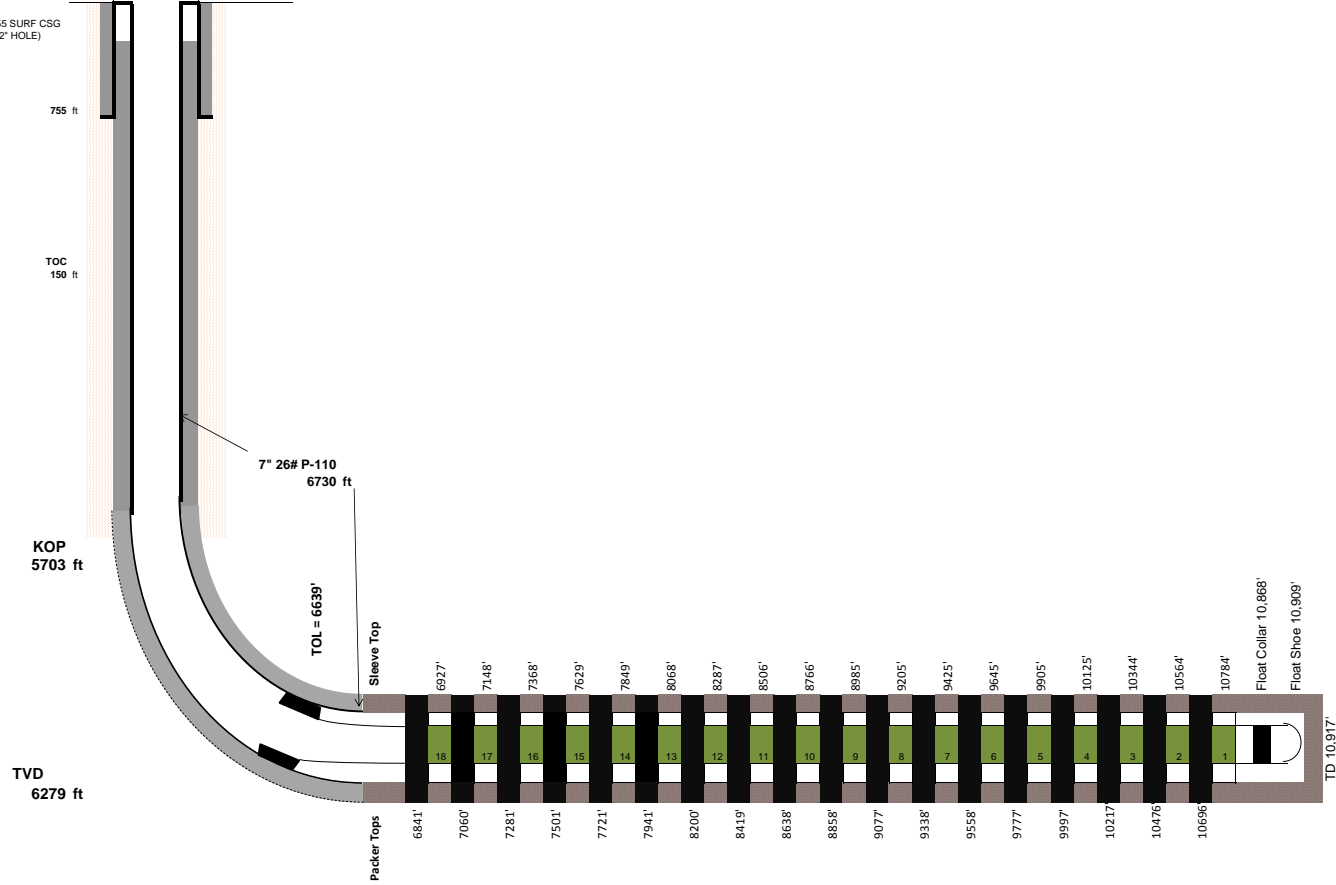 55 SURF CSG
2" HOLE)
755 ft
TOC
150 ft
7" 26# P-110
6730 ft
KOP
5703 ft
TOL = 6639'
Sleeve Top
6927'
7148'
7368'
7629'
7849'
8068'
8287'
8506'
8766'
8985'
9205'
9425'
9645'
9905'
10125'
10344'
10564'
10784'
Float Collar 10,868'
Float Shoe 10,909'
18 17 16 15 14 13 12 11 10 9 8 7 6 5 4 3 2 1
TD 10,917'
TVD
6279 ft
Packer Tops
6841'
7060'
7281'
7501'
7721'
7941'
8200'
8419'
8638'
8858'
9077'
9338'
9558'
9777'
9997'
10217'
10476'
10696'